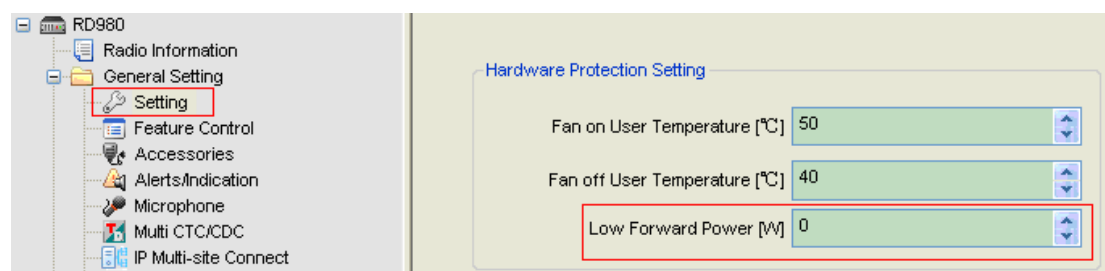 RD980
Radio Information
General Setting
Setting
Feature Control
Accessories
Alerts/Indication
Microphone
Multi CTC/CDC
IP Multi-site Connect
Hardware Protection Setting
Fan on User Temperature [℃] 50
Fan off User Temperature [℃] 40
Low Forward Power [W] 0